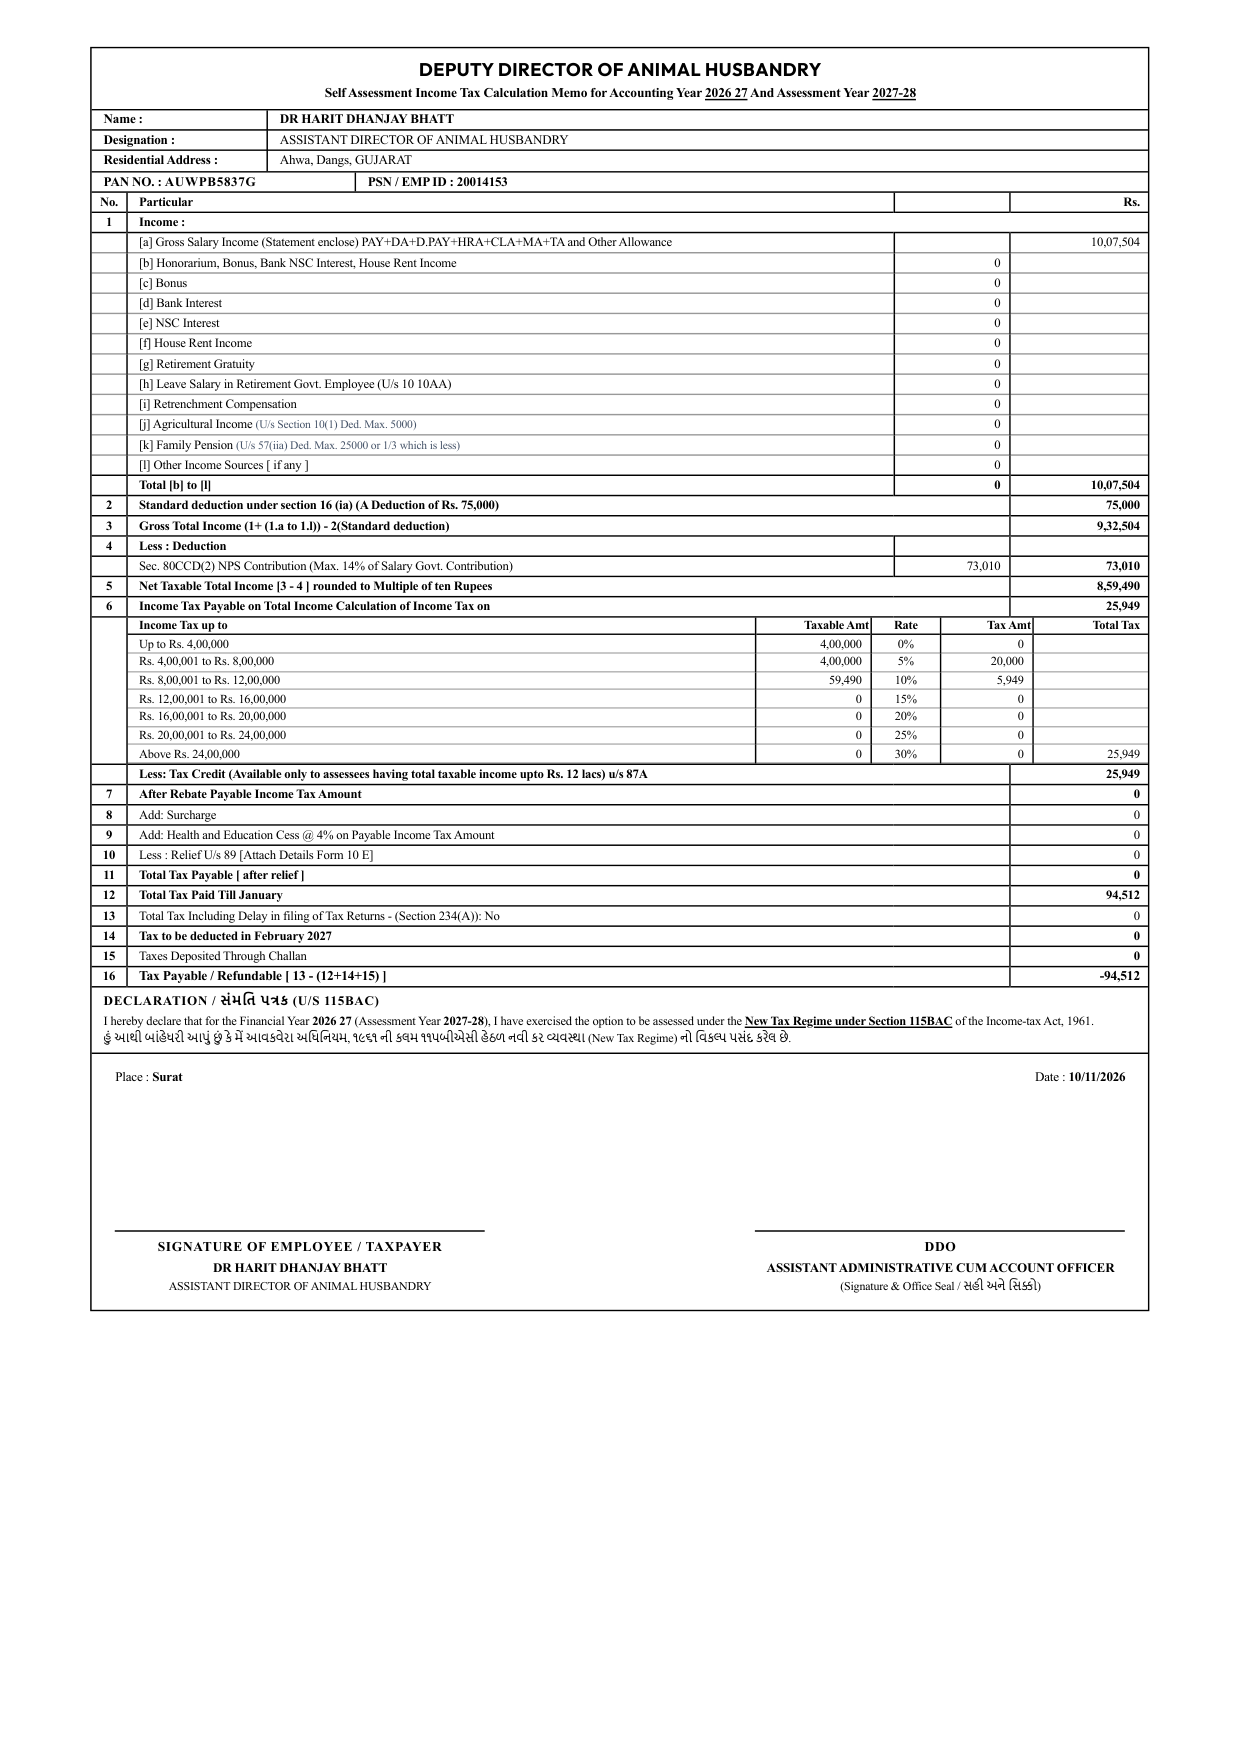 DEPUTY DIRECTOR OF ANIMAL HUSBANDRY
Self Assessment Income Tax Calculation Memo for Accounting Year 2026 27 And Assessment Year 2027-28
Name : DR HARIT DHANJAY BHATT
Designation : ASSISTANT DIRECTOR OF ANIMAL HUSBANDRY
Residential Address : Ahwa, Dangs, GUJARAT
PAN NO. : AUWPB5837G PSN / EMP ID : 20014153
No. Particular Rs.
1 Income :
[a] Gross Salary Income (Statement enclose) PAY+DA+D.PAY+HRA+CLA+MA+TA and Other Allowance 10,07,504
[b] Honorarium, Bonus, Bank NSC Interest, House Rent Income 0
[c] Bonus 0
[d] Bank Interest 0
[e] NSC Interest 0
[f] House Rent Income 0
[g] Retirement Gratuity 0
[h] Leave Salary in Retirement Govt. Employee (U/s 10 10AA) 0
[i] Retrenchment Compensation 0
[j] Agricultural Income (U/s Section 10(1) Ded. Max. 5000) 0
[k] Family Pension (U/s 57(iia) Ded. Max. 25000 or 1/3 which is less) 0
[l] Other Income Sources [ if any ] 0
Total [b] to [l] 0 10,07,504
2 Standard deduction under section 16 (ia) (A Deduction of Rs. 75,000) 75,000
3 Gross Total Income (1+ (1.a to 1.l)) - 2(Standard deduction) 9,32,504
4 Less : Deduction
Sec. 80CCD(2) NPS Contribution (Max. 14% of Salary Govt. Contribution) 73,010 73,010
5 Net Taxable Total Income [3 - 4 ] rounded to Multiple of ten Rupees 8,59,490
6 Income Tax Payable on Total Income Calculation of Income Tax on 25,949
Income Tax up to Taxable Amt Rate Tax Amt Total Tax
Up to Rs. 4,00,000 4,00,000 0% 0
Rs. 4,00,001 to Rs. 8,00,000 4,00,000 5% 20,000
Rs. 8,00,001 to Rs. 12,00,000 59,490 10% 5,949
Rs. 12,00,001 to Rs. 16,00,000 0 15% 0
Rs. 16,00,001 to Rs. 20,00,000 0 20% 0
Rs. 20,00,001 to Rs. 24,00,000 0 25% 0
Above Rs. 24,00,000 0 30% 0 25,949
Less: Tax Credit (Available only to assessees having total taxable income upto Rs. 12 lacs) u/s 87A 25,949
7 After Rebate Payable Income Tax Amount 0
8 Add: Surcharge 0
9 Add: Health and Education Cess @ 4% on Payable Income Tax Amount 0
10 Less : Relief U/s 89 [Attach Details Form 10 E] 0
11 Total Tax Payable [ after relief ] 0
12 Total Tax Paid Till January 94,512
13 Total Tax Including Delay in filing of Tax Returns - (Section 234(A)): No 0
14 Tax to be deducted in February 2027 0
15 Taxes Deposited Through Challan 0
16 Tax Payable / Refundable [ 13 - (12+14+15) ] -94,512
DECLARATION / સંમતિ પત્રક (U/S 115BAC)
I hereby declare that for the Financial Year 2026 27 (Assessment Year 2027-28), I have exercised the option to be assessed under the New Tax Regime under Section 115BAC of the Income-tax Act, 1961.
હું આથી બાંહેધરી આપું છું કે મેં આવકવેરા અધિનિયમ, ૧૯૬૧ ની કલમ ૧૧૫બીએસી હેઠળ નવી કર વ્યવસ્થા (New Tax Regime) નો વિકલ્પ પસંદ કરેલ છે.
Place : Surat Date : 10/11/2026
SIGNATURE OF EMPLOYEE / TAXPAYER DDO
DR HARIT DHANJAY BHATT ASSISTANT ADMINISTRATIVE CUM ACCOUNT OFFICER
ASSISTANT DIRECTOR OF ANIMAL HUSBANDRY (Signature & Office Seal / સહી અને સિક્કો)